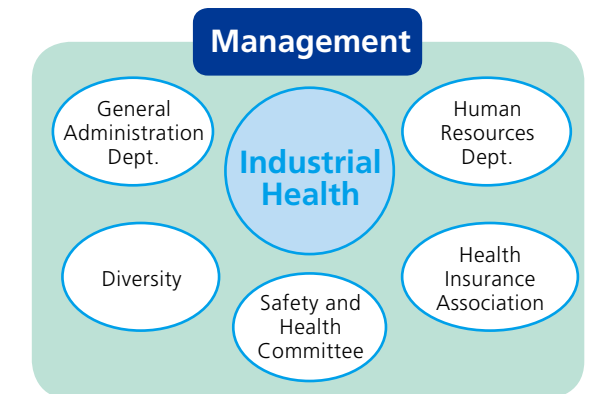 Management
General
Administration
Dept.
Industrial
Health
Human
Resources
Dept.
Diversity
Safety and
Health
Committee
Health
Insurance
Association